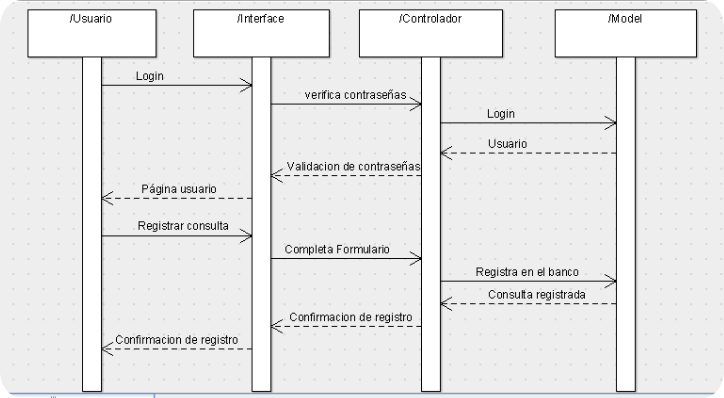 /Usuario
/Interface
/Controlador
/Model
Login
verifica contraseñas
Login
Usuario
Validacion de contraseñas
Página usuario
Registrar consulta
Completa Formulario
Registra en el banco
Consulta registrada
Confirmacion de registro
Confirmacion de registro